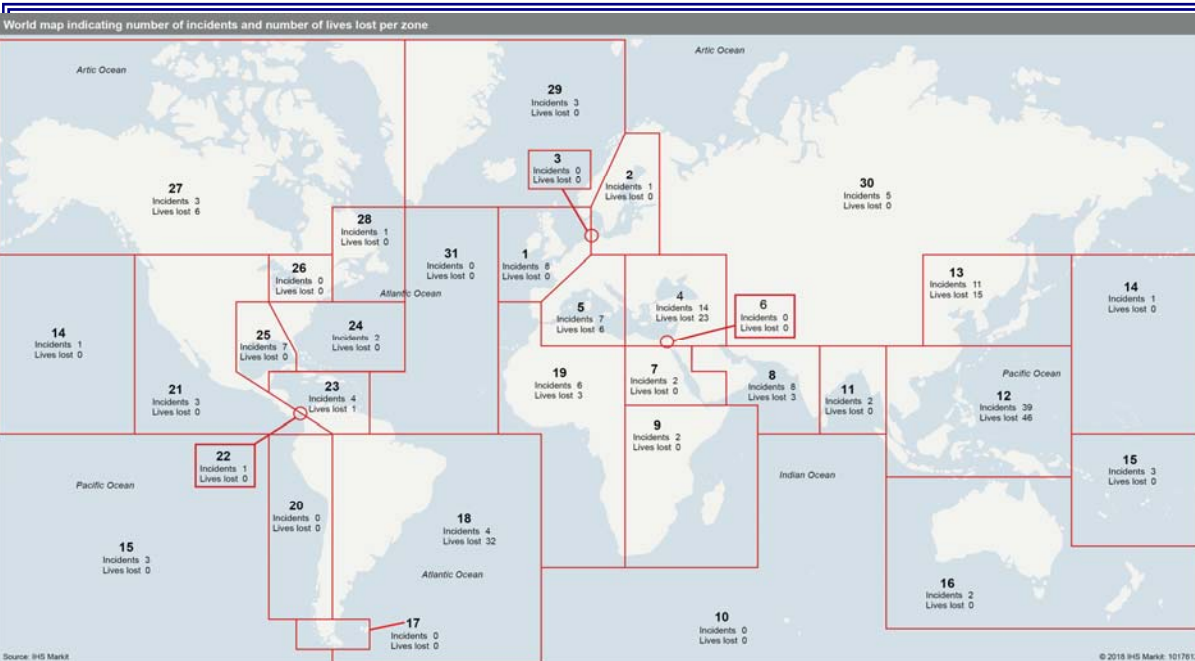 World map indicating number of incidents and number of lives lost per zone
Artic Ocean
Artic Ocean
29
Incidents 3
Lives lost 0
3
Incidents 0
Lives lost 0
2
Incidents 1
Lives lost 0
27
Incidents 3
Lives lost 6
30
Incidents 5
Lives lost 0
28
Incidents 1
Lives lost 0
31
Incidents 0
Lives lost 0
1
Incidents 8
Lives lost 0
26
Incidents 0
Lives lost 0
Atlantic Ocean
13
Incidents 11
Lives lost 15
14
Incidents 1
Lives lost 0
4
Incidents 14
Lives lost 23
6
Incidents 0
Lives lost 0
5
Incidents 7
Lives lost 6
14
Incidents 1
Lives lost 0
25
Incidents 7
Lives lost 0
24
Incidents 2
Lives lost 0
21
Incidents 3
Lives lost 0
23
Incidents 4
Lives lost 1
19
Incidents 6
Lives lost 3
7
Incidents 2
Lives lost 0
8
Incidents 8
Lives lost 3
11
Incidents 2
Lives lost 0
Pacific Ocean
12
Incidents 39
Lives lost 46
9
Incidents 2
Lives lost 0
22
Incidents 1
Lives lost 0
Pacific Ocean
Indian Ocean
15
Incidents 3
Lives lost 0
20
Incidents 0
Lives lost 0
18
Incidents 4
Lives lost 32
15
Incidents 3
Lives lost 0
Atlantic Ocean
16
Incidents 2
Lives lost 0
17
Incidents 0
Lives lost 0
10
Incidents 0
Lives lost 0
Source: IHS Markit
© 2018 IHS Markit: 101761